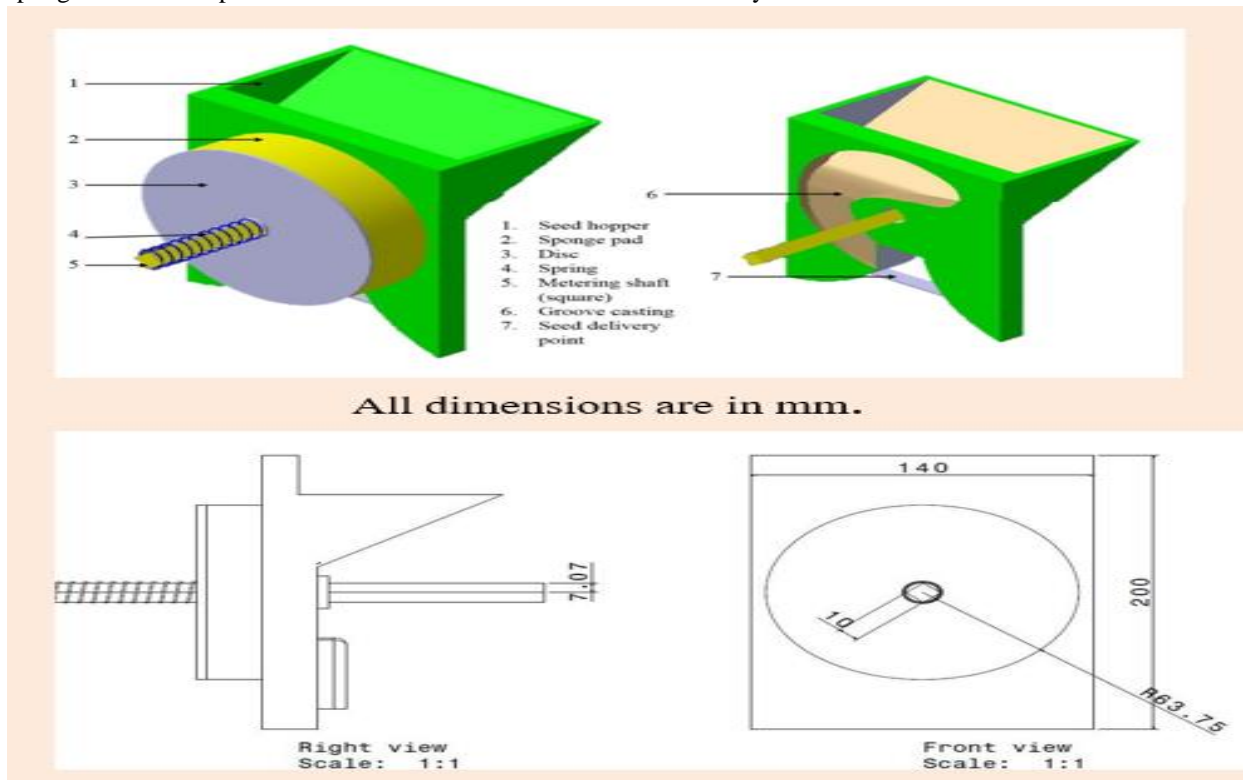 1
2
3
4
5
6
7
1. Seed hopper
2. Sponge pad
3. Disc
4. Spring
5. Metering shaft
(square)
6. Groove casting
7. Seed delivery
point
All dimensions are in mm.
7.07
Right view
Scale: 1:1
140
200
10
R63.75
Front view
Scale: 1:1